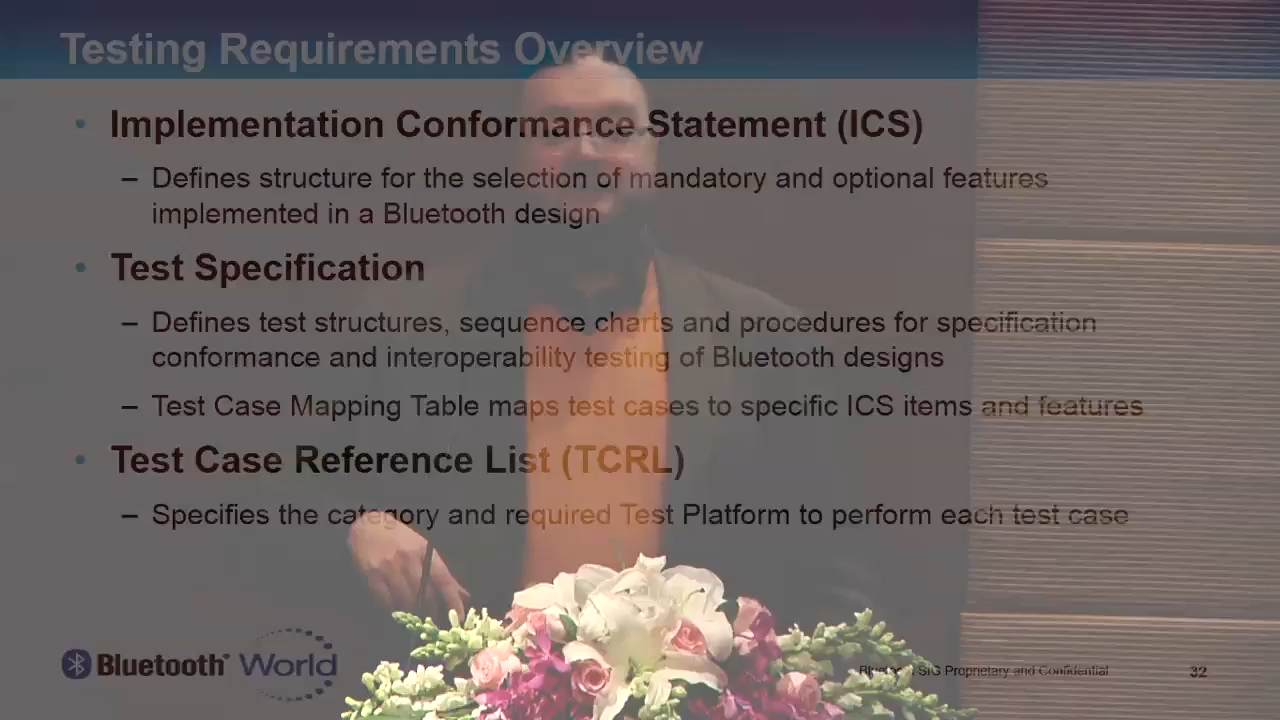 Testing Requirements Overview
• Implementation Conformance Statement (ICS)
– Defines structure for the selection of mandatory and optional features
implemented in a Bluetooth design
• Test Specification
– Defines test structures, sequence charts and procedures for specification
conformance and interoperability testing of Bluetooth designs
– Test Case Mapping Table maps test cases to specific ICS items and features
• Test Case Reference List (TCRL)
– Specifies the category and required Test Platform to perform each test case
Bluetooth World
Bluetooth SIG Proprietary and Confidential
32